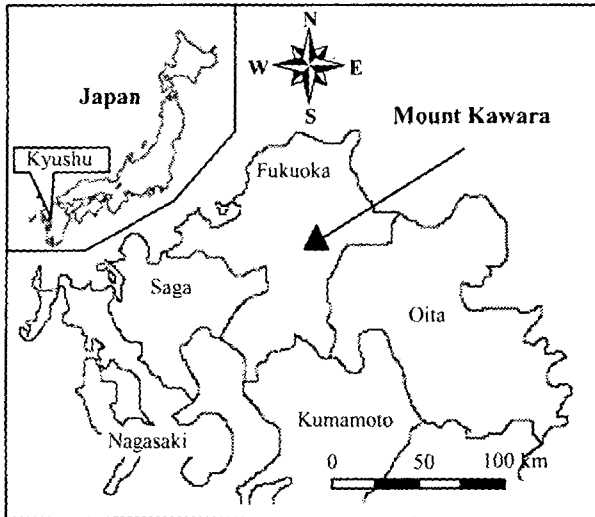 N
W E
S
Japan
Mount Kawara
Kyushu
Fukuoka
Saga
Oita
Nagasaki
Kumamoto
0 50 100 km